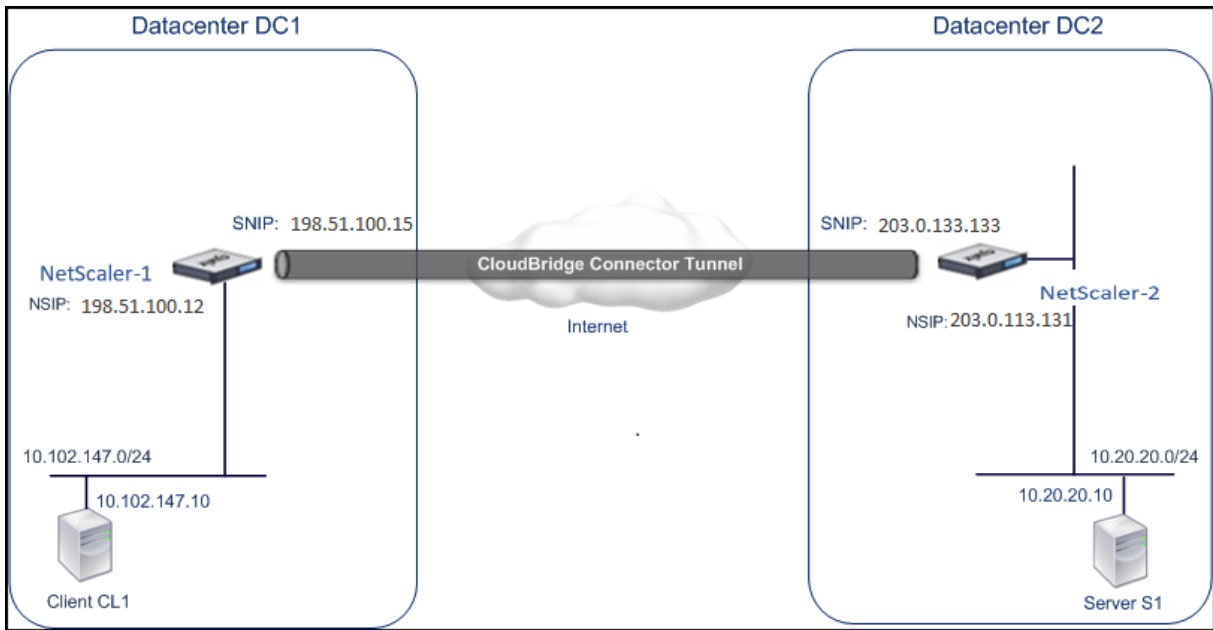 Datacenter DC1
Datacenter DC2
SNIP: 198.51.100.15
SNIP: 203.0.133.133
CloudBridge Connector Tunnel
NetScaler-1
NetScaler-2
NSIP: 198.51.100.12
Internet
NSIP: 203.0.113.131
10.102.147.0/24
10.20.20.0/24
10.102.147.10
10.20.20.10
Client CL1
Server S1